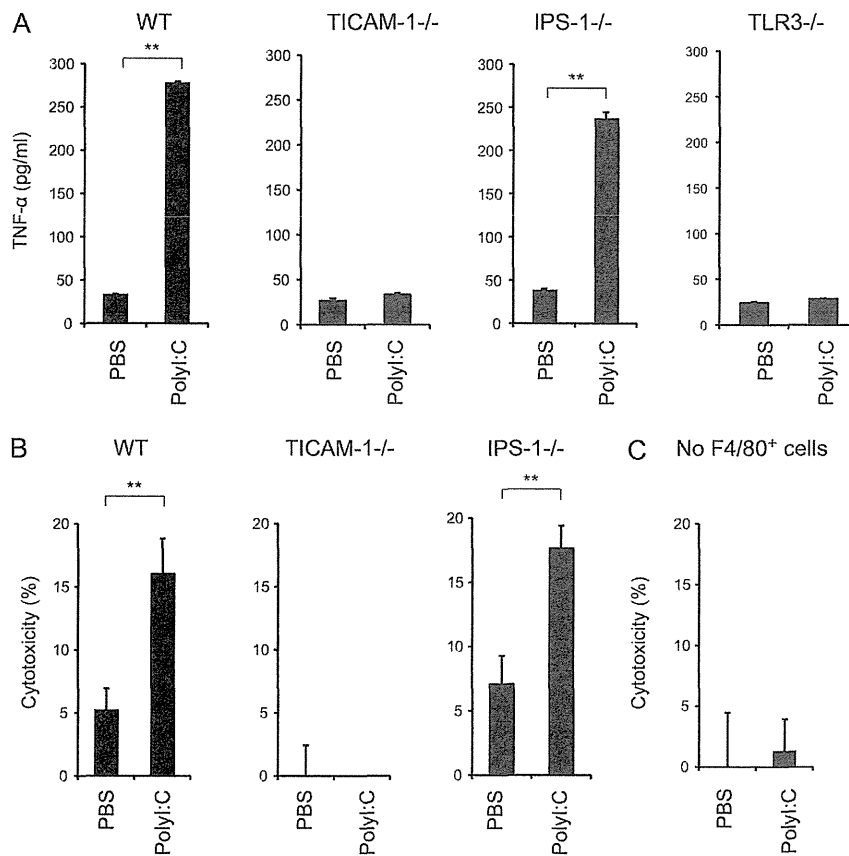 A
WT
TICAM-1-/-
IPS-1-/-
TLR3-/-
**
**
TNF-α (pg/ml)
300
250
200
150
100
50
0
300
250
200
150
100
50
0
300
250
200
150
100
50
0
300
250
200
150
100
50
0
PBS
PolyI:C
PBS
PolyI:C
PBS
PolyI:C
PBS
PolyI:C
B
WT
TICAM-1-/-
IPS-1-/-
C
No F4/80+ cells
**
**
Cytotoxicity (%)
20
15
10
5
0
20
15
10
5
0
20
15
10
5
0
Cytotoxicity (%)
20
15
10
5
0
PBS
PolyI:C
PBS
PolyI:C
PBS
PolyI:C
PBS
PolyI:C